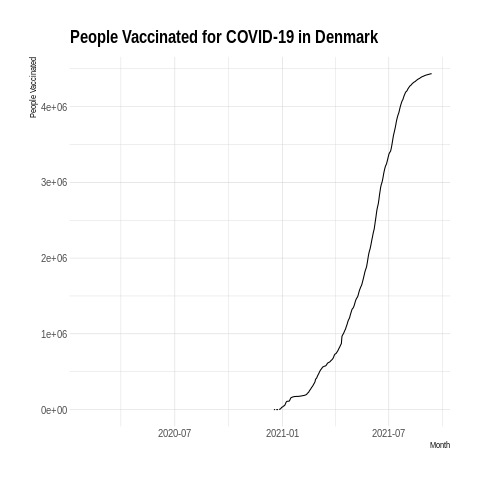 People Vaccinated for COVID-19 in Denmark
People Vaccinated
4e+06
3e+06
2e+06
1e+06
0e+00
2020-07
2021-01
2021-07
Month